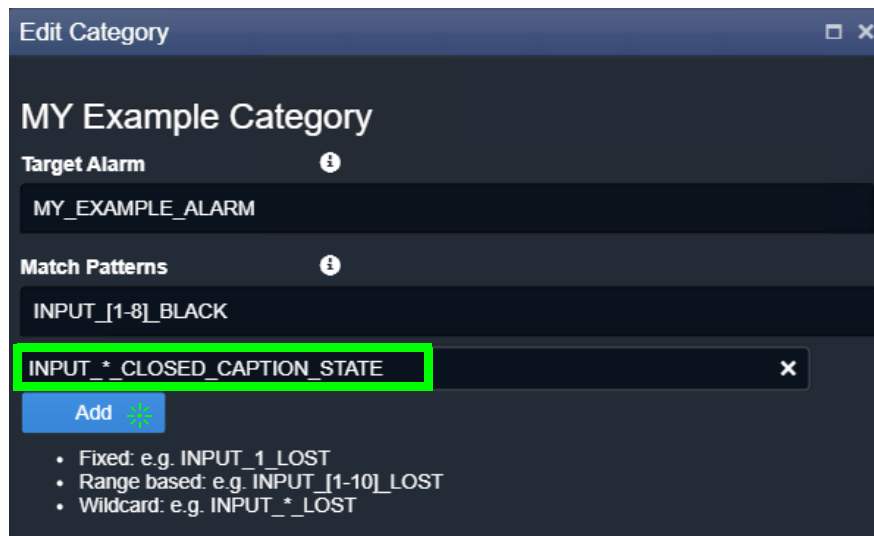 Edit Category
MY Example Category
Target Alarm
MY_EXAMPLE_ALARM
Match Patterns
INPUT_[1-8]_BLACK
INPUT_*_CLOSED_CAPTION_STATE
Add
• Fixed: e.g. INPUT_1_LOST
• Range based: e.g. INPUT_[1-10]_LOST
• Wildcard: e.g. INPUT_*_LOST